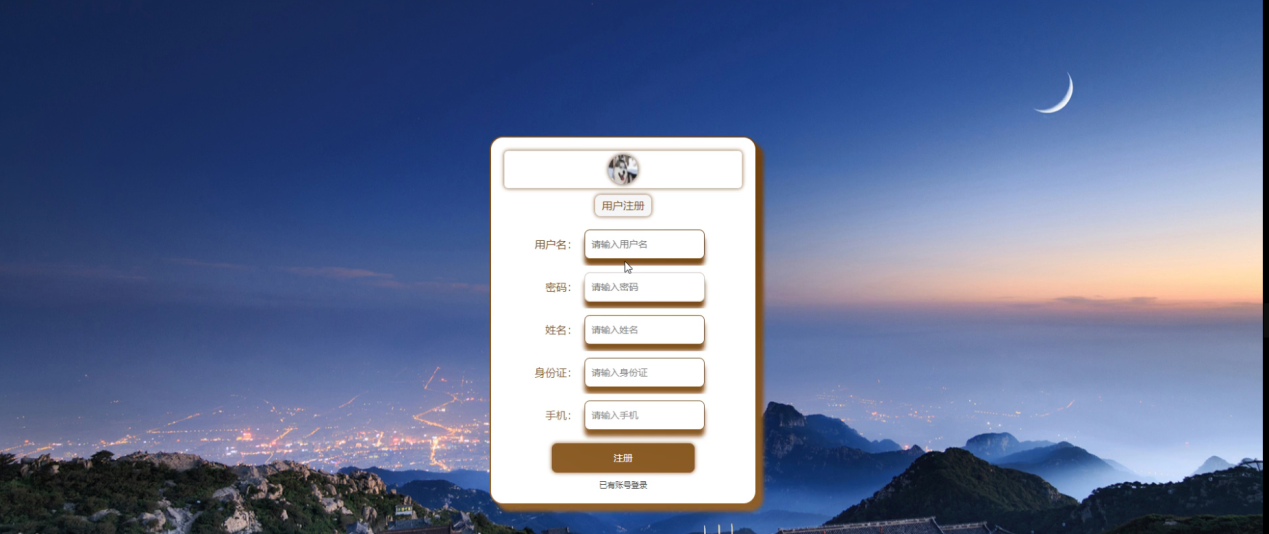 用户注册
用户名： 请输入用户名
密码： 请输入密码
姓名： 请输入姓名
身份证： 请输入身份证
手机： 请输入手机
注册
已有账号登录